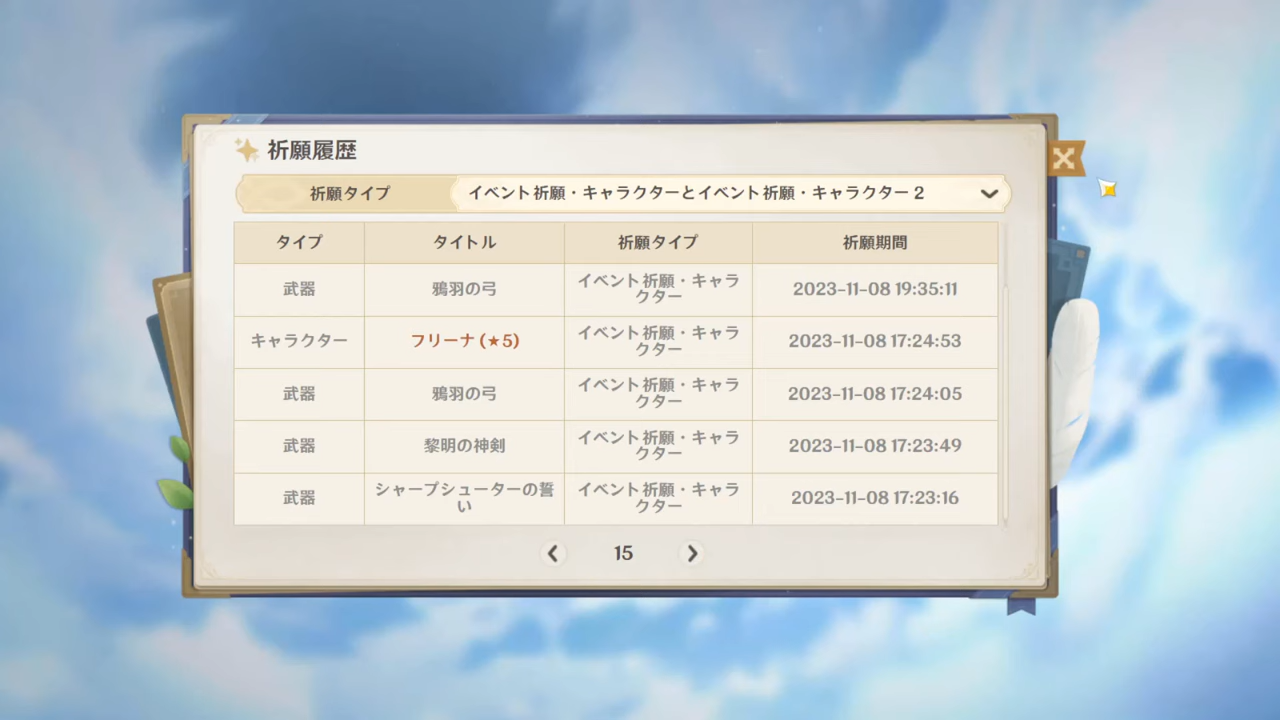 祈願履歴
祈願タイプ
イベント祈願・キャラクターとイベント祈願・キャラクター 2
タイプ
タイトル
祈願タイプ
祈願期間
武器
鴉羽の弓
イベント祈願・キャラ
クター
2023-11-08 19:35:11
キャラクター
フリーナ (★5)
イベント祈願・キャラ
クター
2023-11-08 17:24:53
武器
鴉羽の弓
イベント祈願・キャラ
クター
2023-11-08 17:24:05
武器
黎明の神剣
イベント祈願・キャラ
クター
2023-11-08 17:23:49
武器
シャープシューターの誓
い
イベント祈願・キャラ
クター
2023-11-08 17:23:16
15